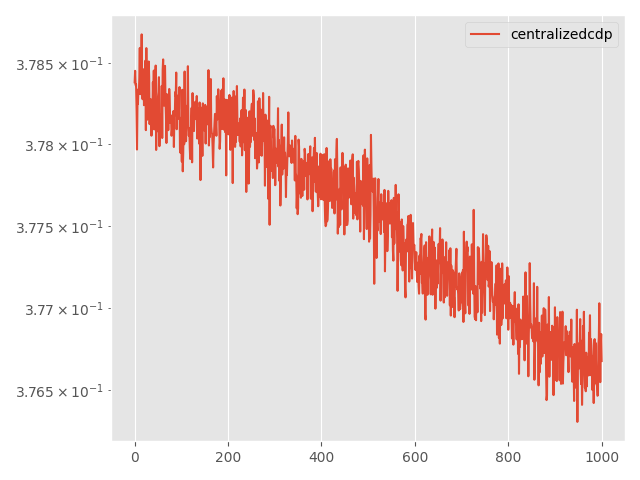 centralizedcdp
3.785 × 10⁻¹
3.78 × 10⁻¹
3.775 × 10⁻¹
3.77 × 10⁻¹
3.765 × 10⁻¹
0 200 400 600 800 1000